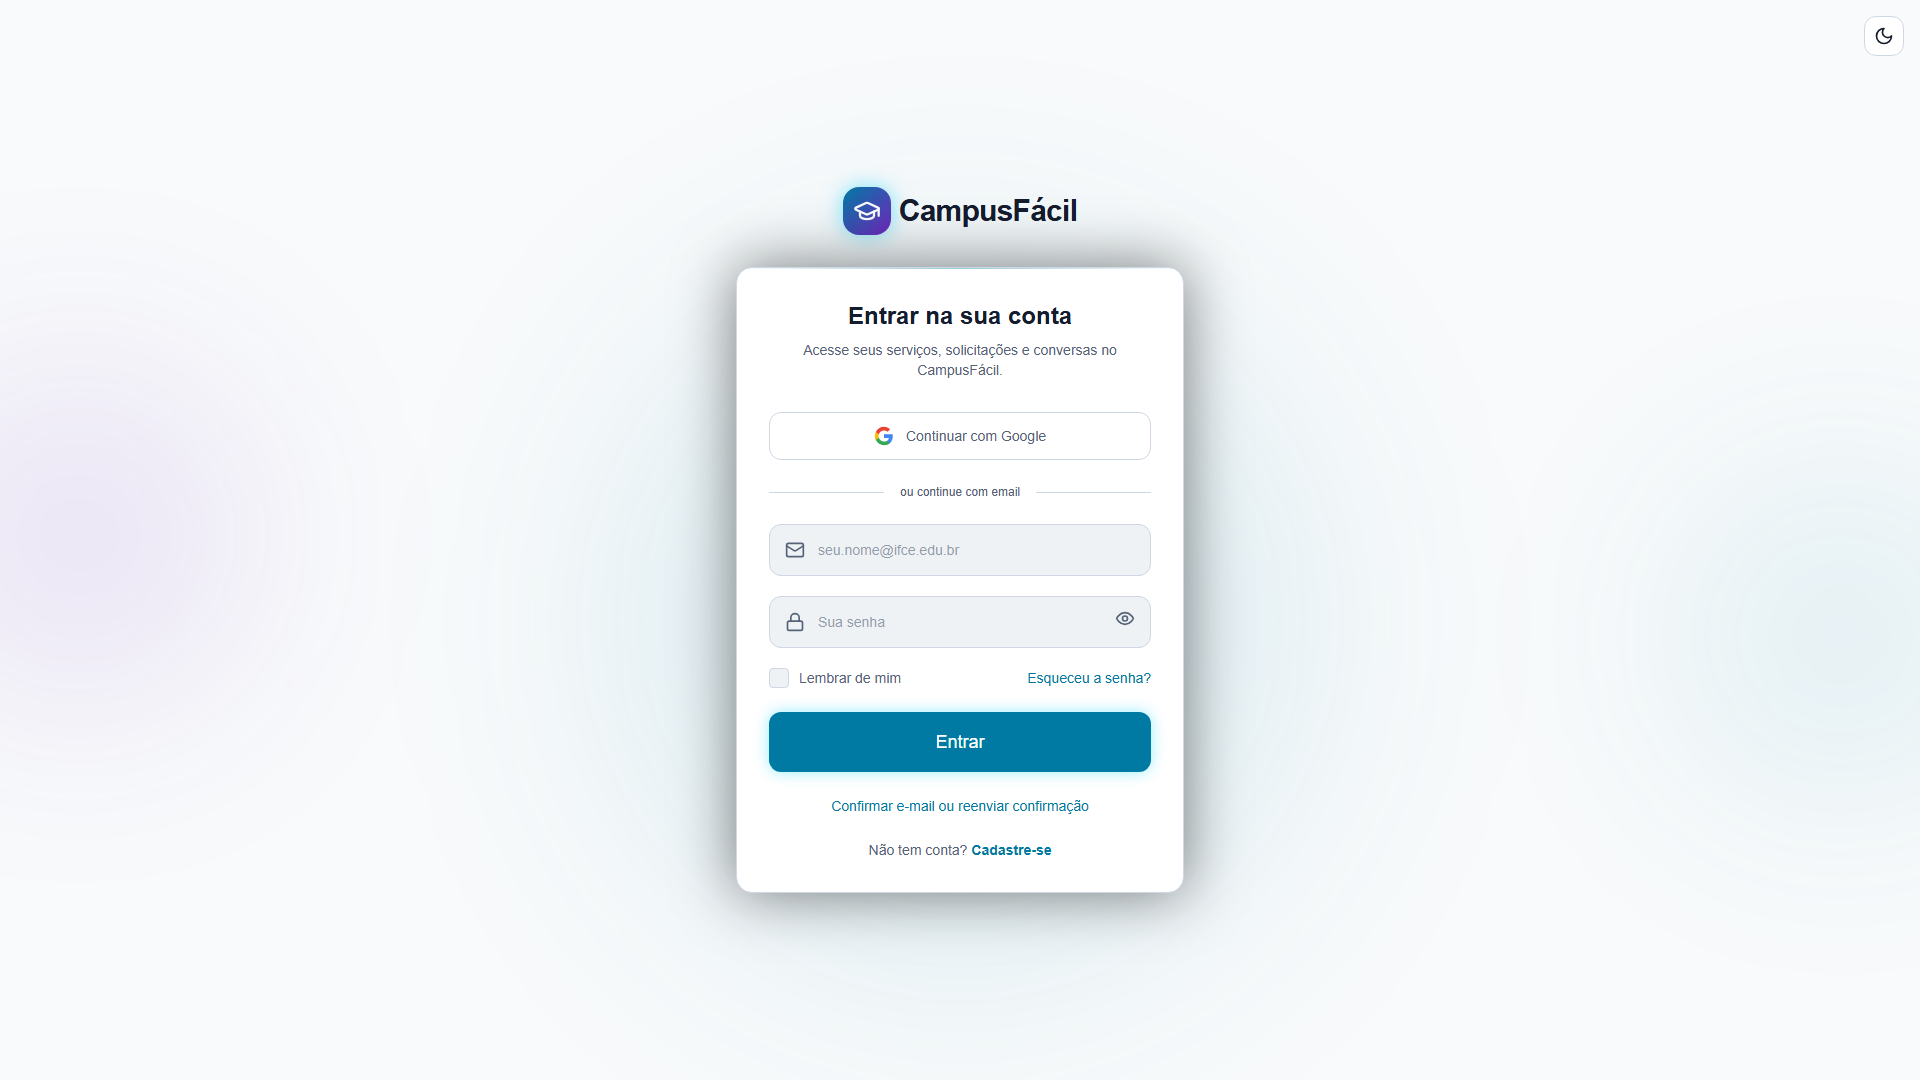 CampusFácil
Entrar na sua conta
Acesse seus serviços, solicitações e conversas no
CampusFácil.
Continuar com Google
ou continue com email
seu.nome@ifce.edu.br
Sua senha
Lembrar de mim
Esqueceu a senha?
Entrar
Confirmar e-mail ou reenviar confirmação
Não tem conta? Cadastre-se